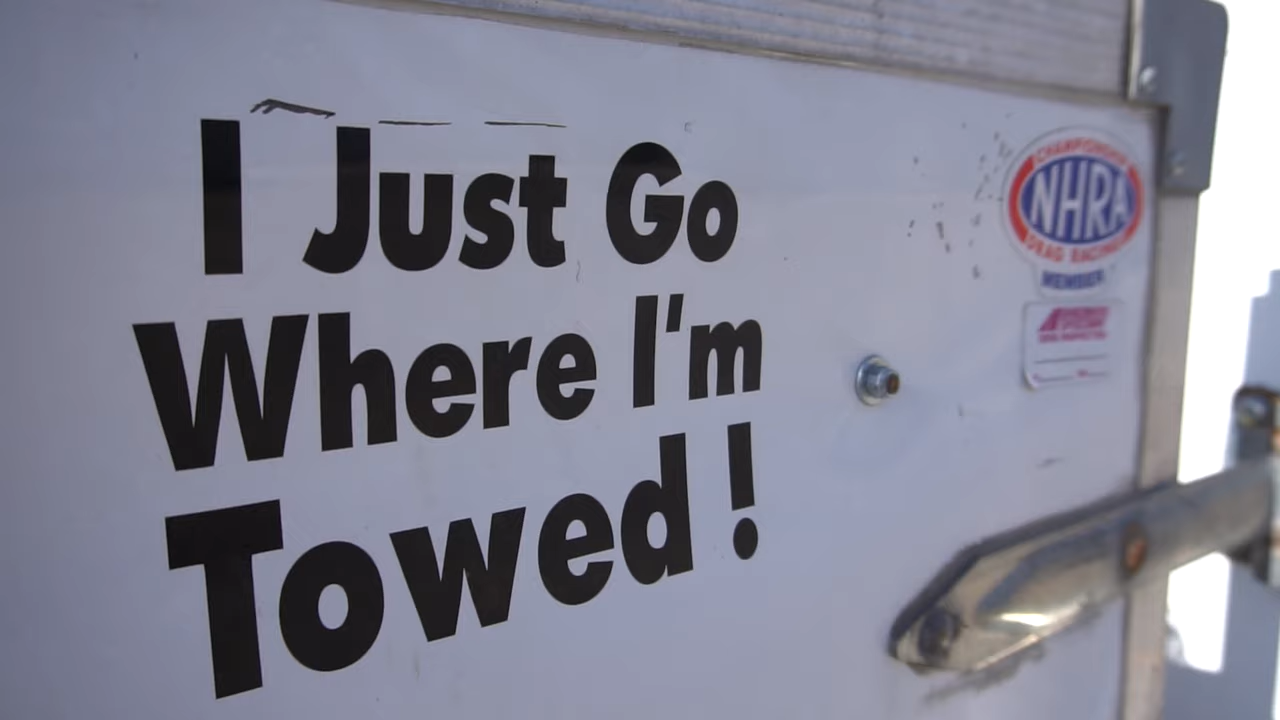 I Just Go
Where I'm
Towed!
CHAMPIONSHIP
NHRA
DRAG RACING
MEMBER